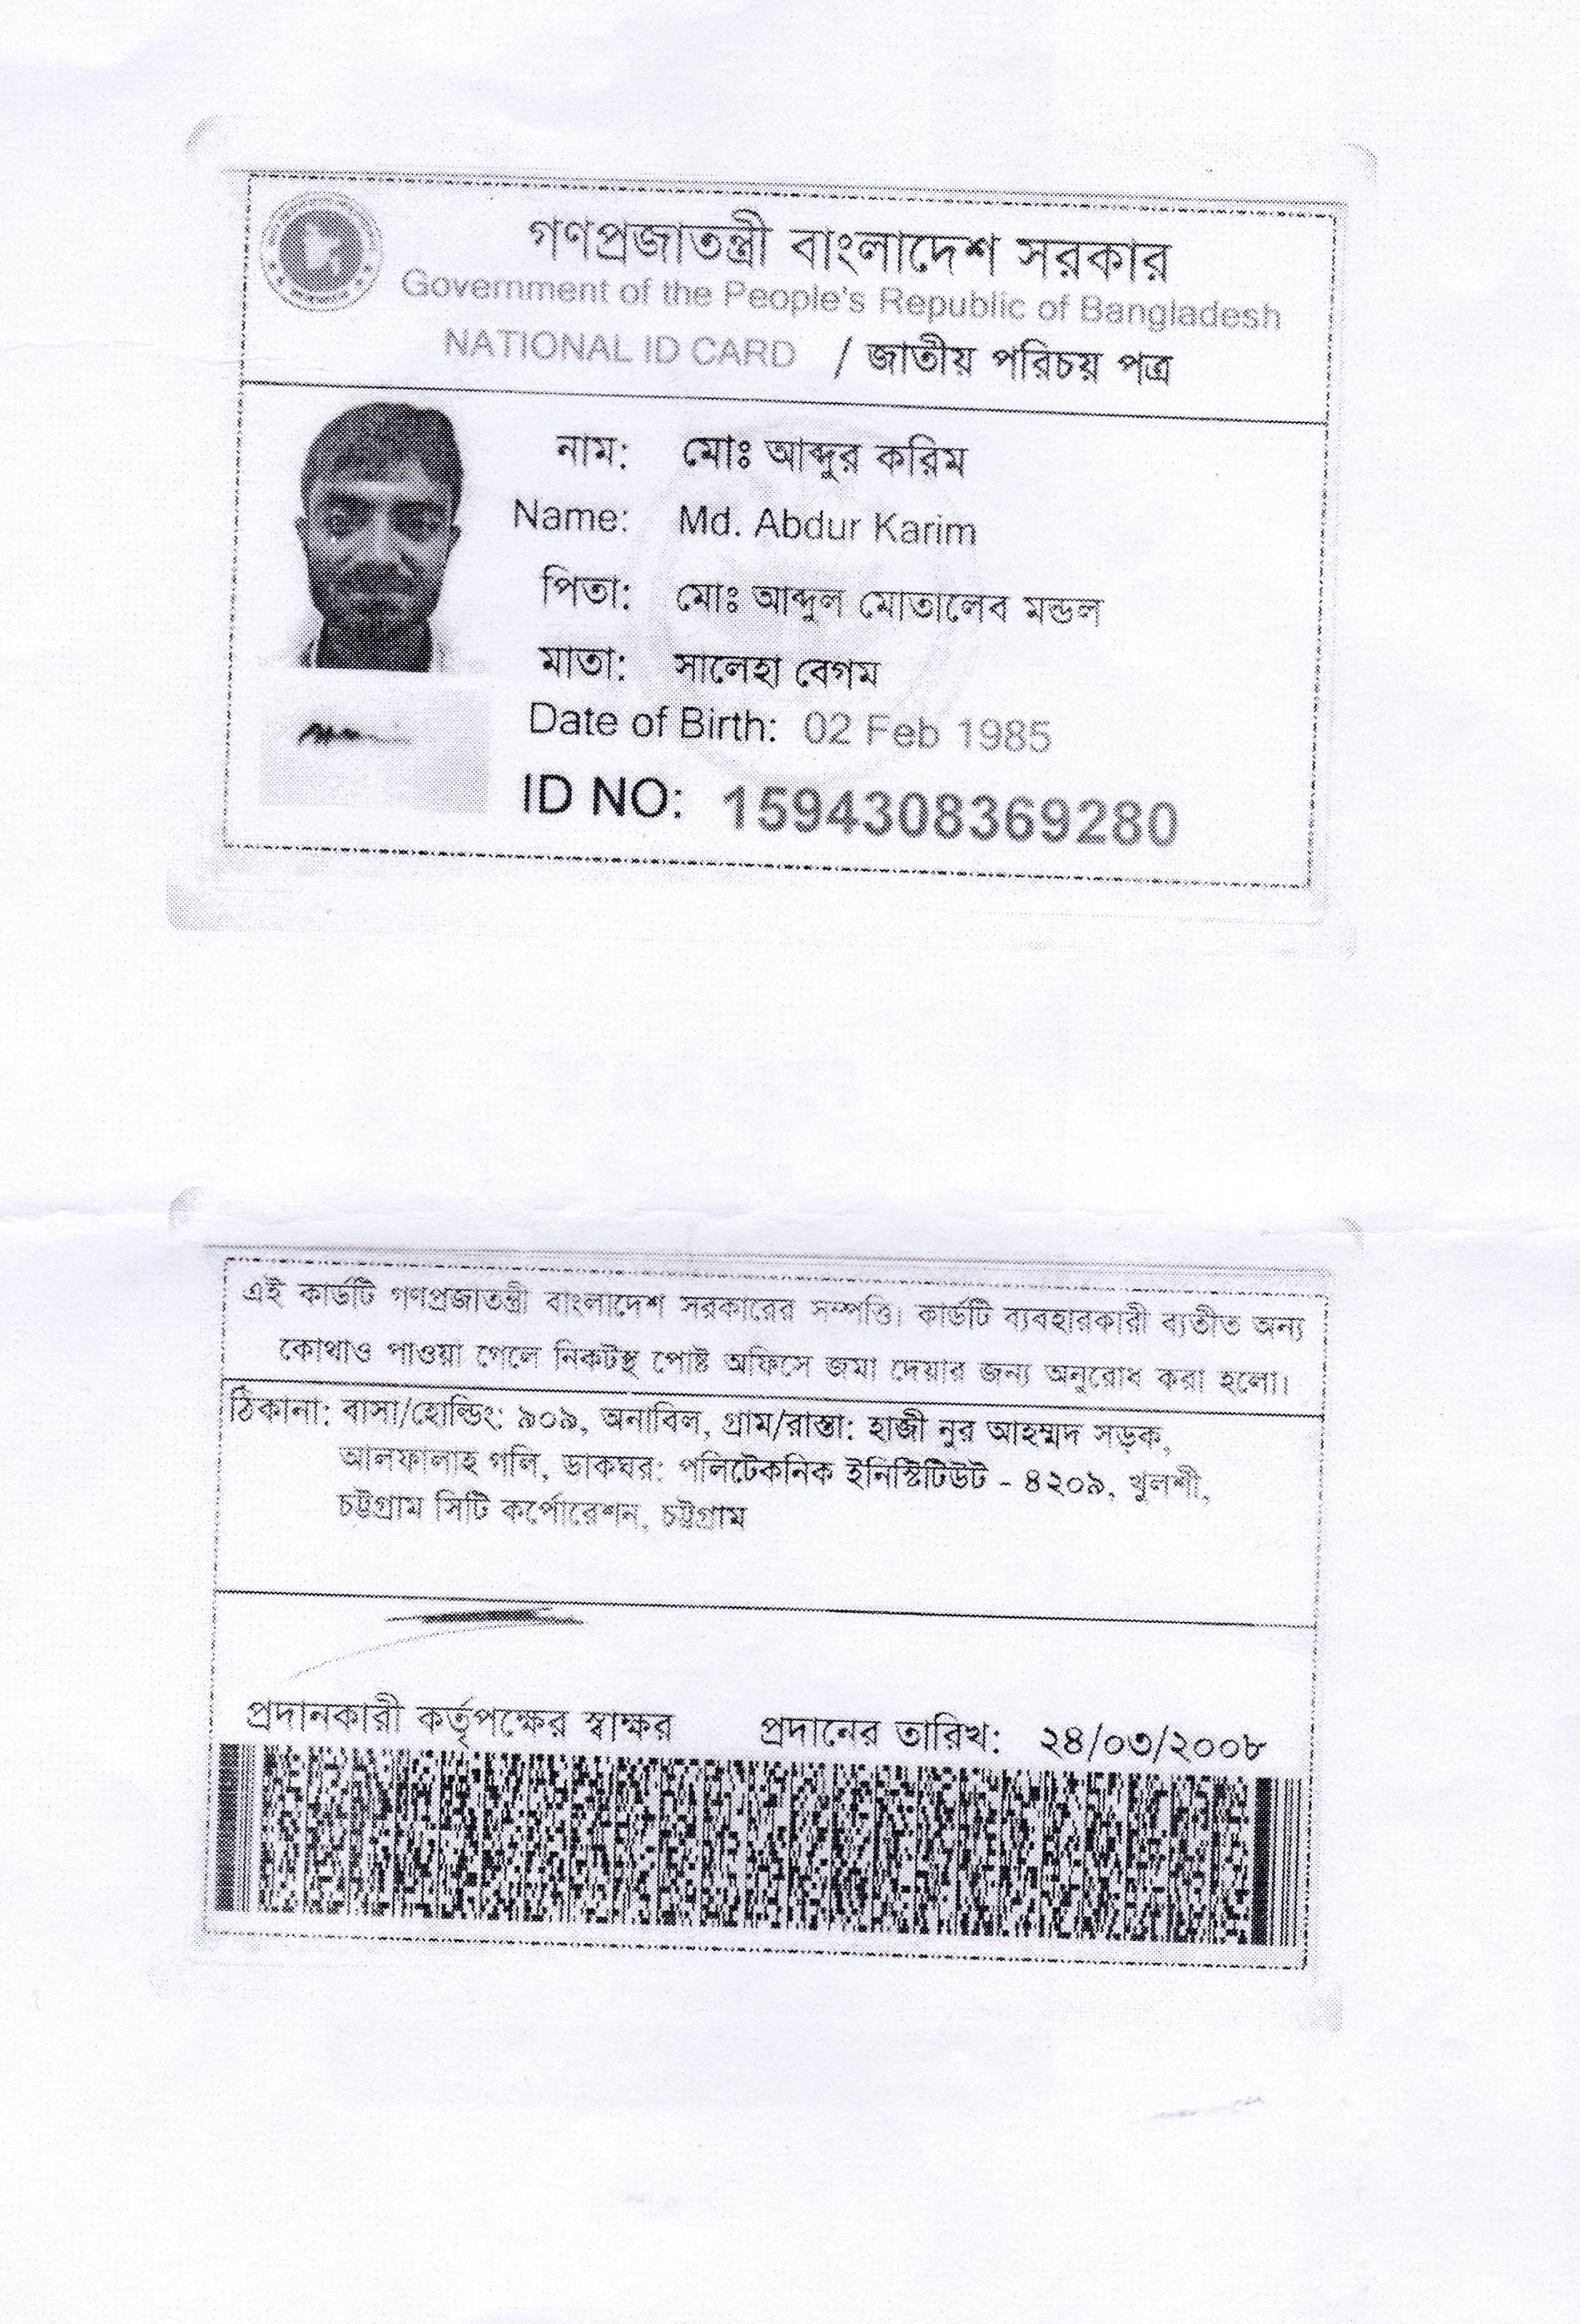 গণপ্রজাতন্ত্রী বাংলাদেশ সরকার
Government of the People's Republic of Bangladesh
NATIONAL ID CARD / জাতীয় পরিচয় পত্র
নাম: মোঃ আব্দুর করিম
Name: Md. Abdur Karim
পিতা: মোঃ আব্দুল মোতালেব মন্ডল
মাতা: সালেহা বেগম
Date of Birth: 02 Feb 1985
ID NO: 1594308369280
এই কার্ডটি গণপ্রজাতন্ত্রী বাংলাদেশ সরকারের সম্পত্তি। কার্ডটি ব্যবহারকারী ব্যতীত অন্য
কোথাও পাওয়া গেলে নিকটস্থ পোষ্ট অফিসে জমা দেয়ার জন্য অনুরোধ করা হলো।
ঠিকানা: বাসা/হোল্ডিং: ৯০৯, অনাবিল, গ্রাম/রাস্তা: হাজী নুর আহম্মদ সড়ক,
আলফালাহ গলি, ডাকঘর: পলিটেকনিক ইনিস্টিটিউট - ৪২০৯, খুলশী,
চট্টগ্রাম সিটি কর্পোরেশন, চট্টগ্রাম
প্রদানকারী কর্তৃপক্ষের স্বাক্ষর প্রদানের তারিখ: ২৪/০৩/২০০৮